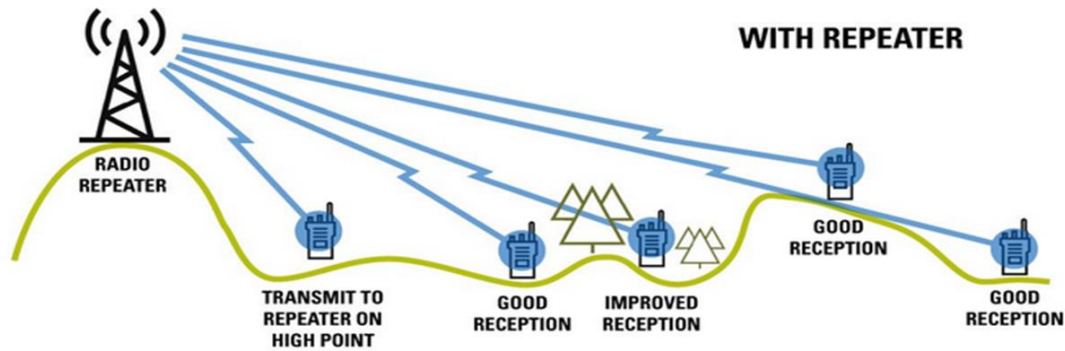 WITH REPEATER
RADIO
REPEATER
TRANSMIT TO
REPEATER ON
HIGH POINT
GOOD
RECEPTION
IMPROVED
RECEPTION
GOOD
RECEPTION
GOOD
RECEPTION